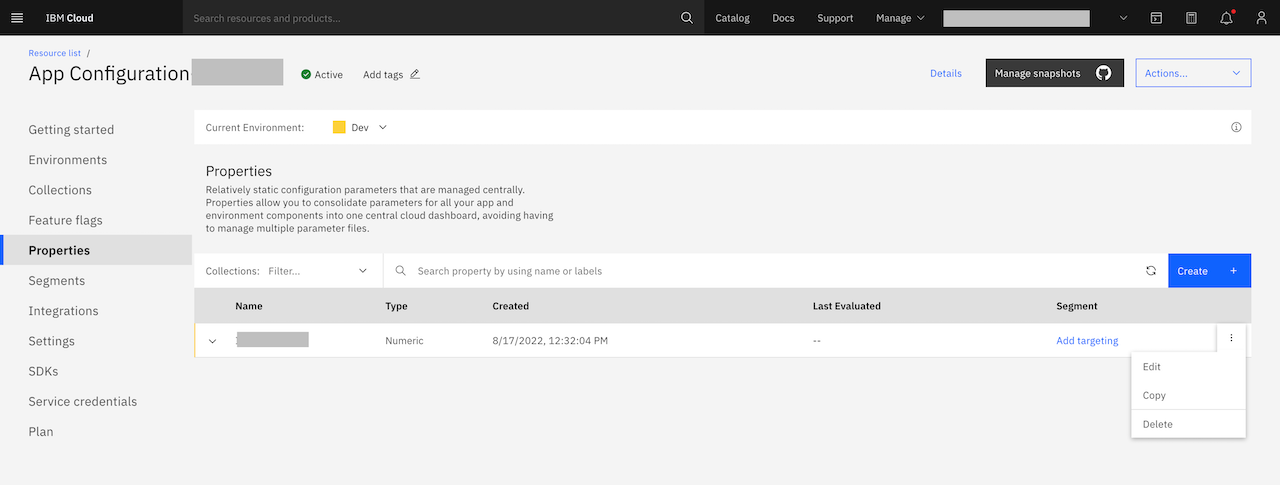 IBM Cloud
Search resources and products...
Catalog
Docs
Support
Manage
Resource list /
App Configuration
Active
Add tags
Details
Manage snapshots
Actions...
Getting started
Environments
Collections
Feature flags
Properties
Segments
Integrations
Settings
SDKs
Service credentials
Plan
Current Environment:
Dev
Properties
Relatively static configuration parameters that are managed centrally.
Properties allow you to consolidate parameters for all your app and
environment components into one central cloud dashboard, avoiding having
to manage multiple parameter files.
Collections: Filter...
Search property by using name or labels
Create +
Name
Type
Created
Last Evaluated
Segment
Numeric
8/17/2022, 12:32:04 PM
--
Add targeting
Edit
Copy
Delete